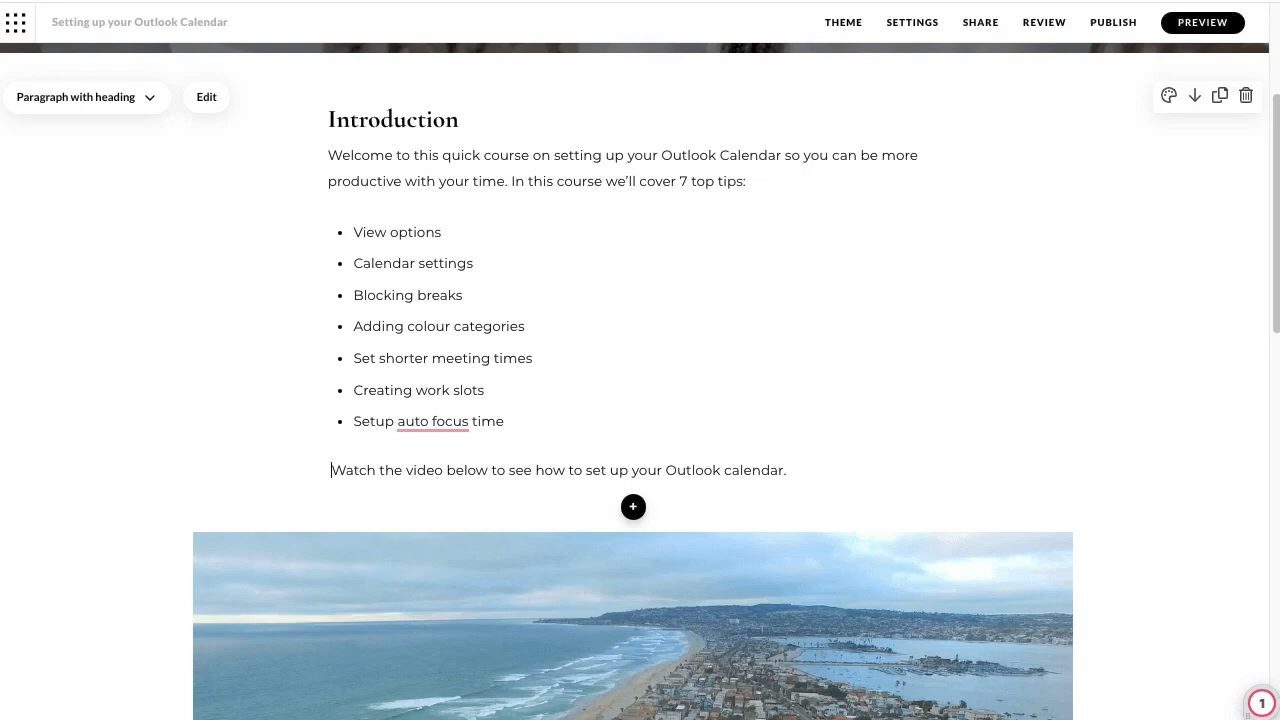 Setting up your Outlook Calendar
THEME SETTINGS SHARE REVIEW PUBLISH PREVIEW
Paragraph with heading
Edit
Introduction
Welcome to this quick course on setting up your Outlook Calendar so you can be more
productive with your time. In this course we’ll cover 7 top tips:
• View options
• Calendar settings
• Blocking breaks
• Adding colour categories
• Set shorter meeting times
• Creating work slots
• Setup auto focus time
Watch the video below to see how to set up your Outlook calendar.
+
1